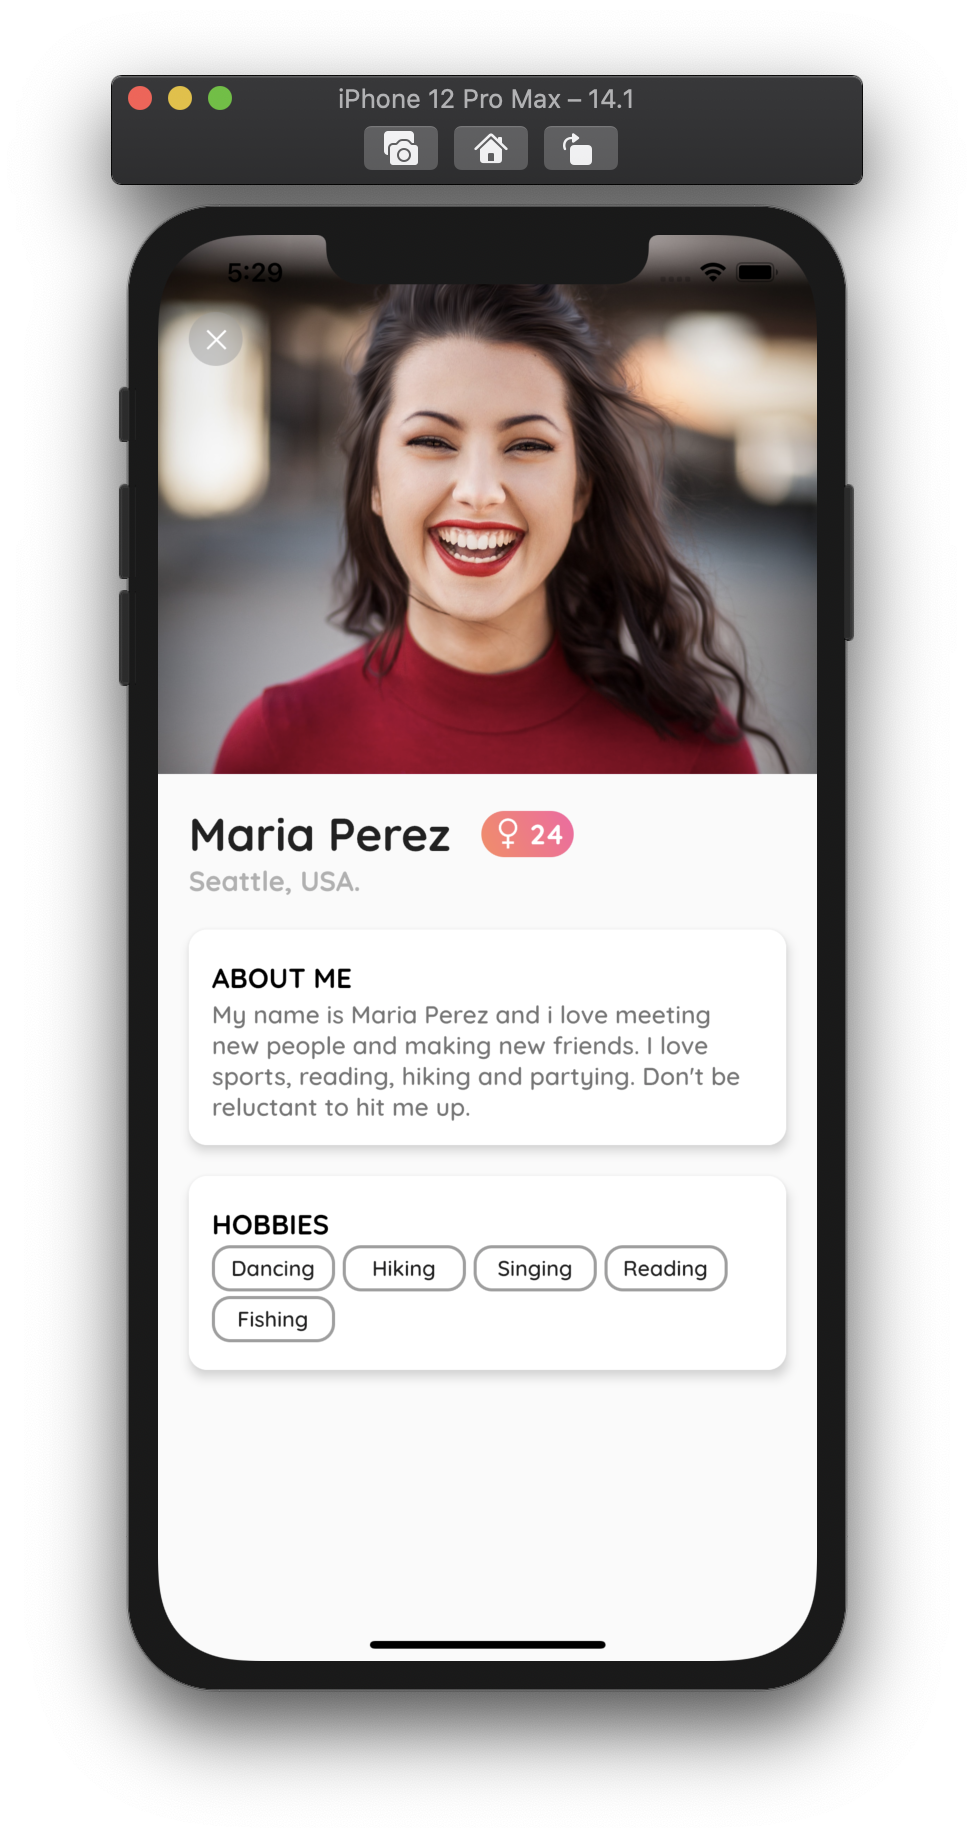 iPhone 12 Pro Max – 14.1
5:29
Maria Perez
24
Seattle, USA.
ABOUT ME
My name is Maria Perez and i love meeting
new people and making new friends. I love
sports, reading, hiking and partying. Don't be
reluctant to hit me up.
HOBBIES
Dancing Hiking Singing Reading
Fishing